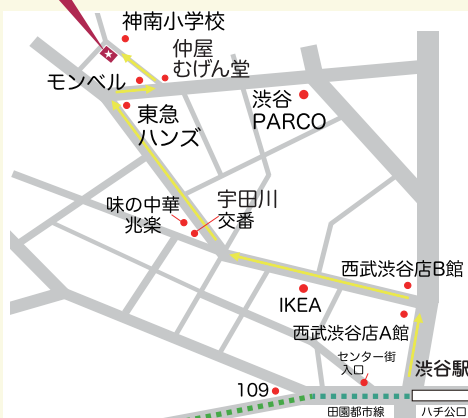 神南小学校
仲屋
むげん堂
モンベル
東急
ハンズ
渋谷
PARCO
味の中華
兆楽
宇田川
交番
西武渋谷店B館
IKEA
西武渋谷店A館
センター街
入口
渋谷駅
109
田園都市線
ハチ公口